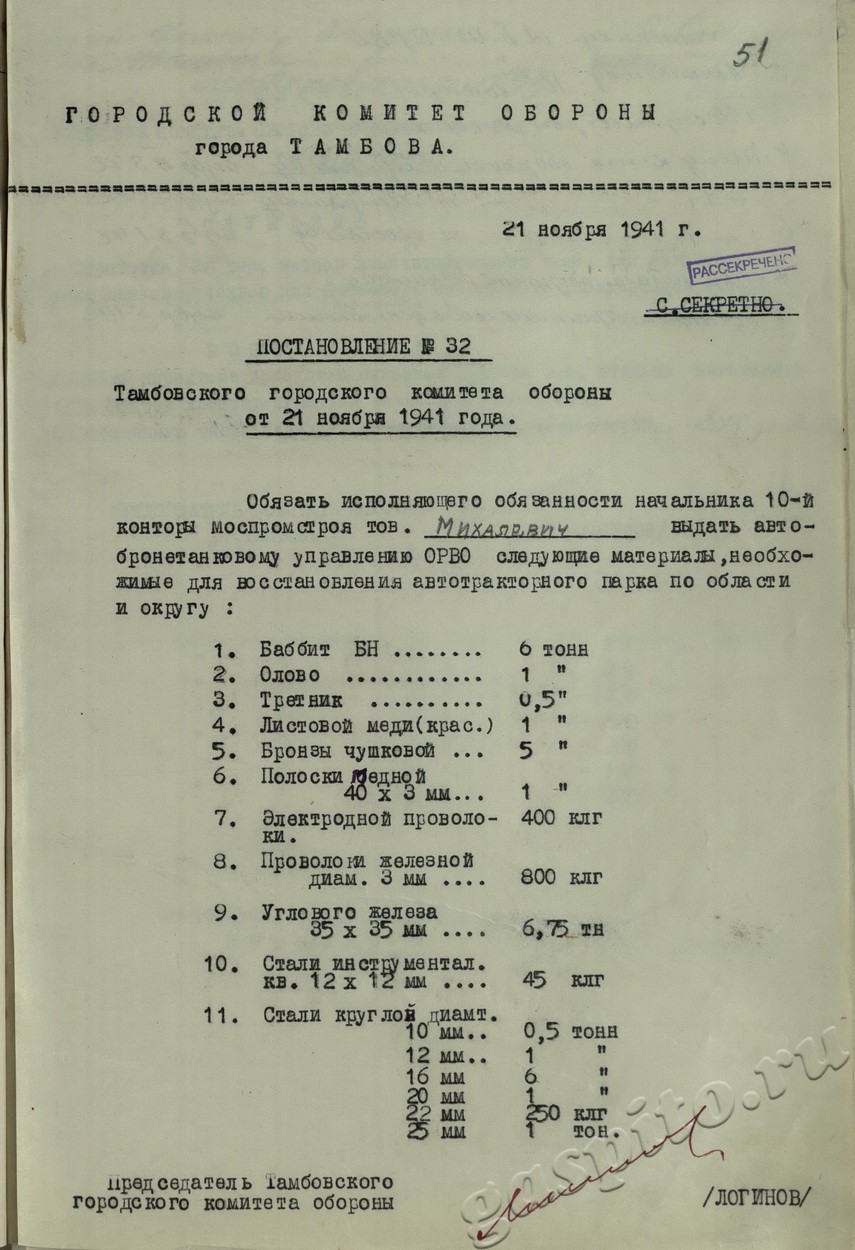 51
ГОРОДСКОЙ КОМИТЕТ ОБОРОНЫ
города ТАМБОВА.
21 ноября 1941 г.
РАССЕКРЕЧЕНО
С.СЕКРЕТНО.
ПОСТАНОВЛЕНИЕ № 32
Тамбовского городского комитета обороны
от 21 ноября 1941 года.
Обязать исполняющего обязанности начальника 10-й
конторы моспромстроя тов. Михалевич выдать авто-
бронетанковому управлению ОРВО следующие материалы,необхо-
жимые для восстановления автотракторного парка по области
и округу :
1. Баббит БН ........ 6 тонн
2. Олово ............ 1 "
3. Третник .......... 0,5"
4. Листовой меди(крас.) 1 "
5. Бронзы чушковой ... 5 "
6. Полоски медной
40 х 3 мм... 1 "
7. Электродной проволо- 400 клг
ки.
8. Проволоки железной
диам. 3 мм .... 800 клг
9. Углового железа
35 х 35 мм .... 6,75 тн
10. Стали инструментал.
кв. 12 х 12 мм .... 45 клг
11. Стали круглой диамт.
10 мм.. 0,5 тонн
12 мм.. 1 "
16 мм 6 "
20 мм 1 "
22 мм 250 клг
25 мм 1 тон.
Председатель Тамбовского
городского комитета обороны /ЛОГИНОВ/
gaspito.ru